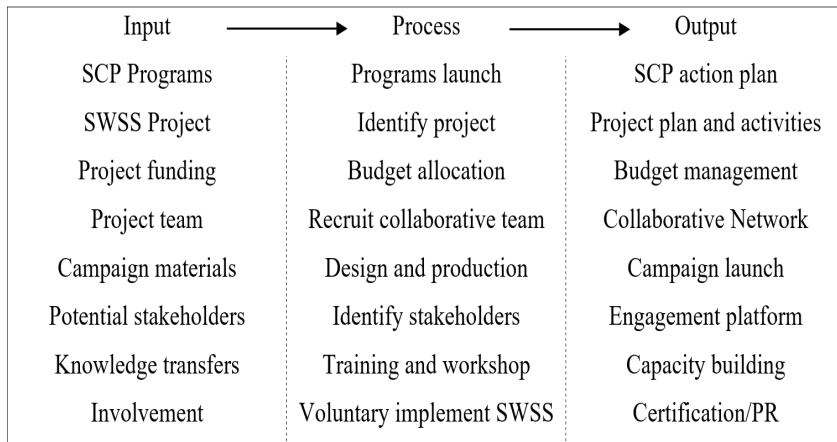 Input Process Output
SCP Programs Programs launch SCP action plan
SWSS Project Identify project Project plan and activities
Project funding Budget allocation Budget management
Project team Recruit collaborative team Collaborative Network
Campaign materials Design and production Campaign launch
Potential stakeholders Identify stakeholders Engagement platform
Knowledge transfers Training and workshop Capacity building
Involvement Voluntary implement SWSS Certification/PR